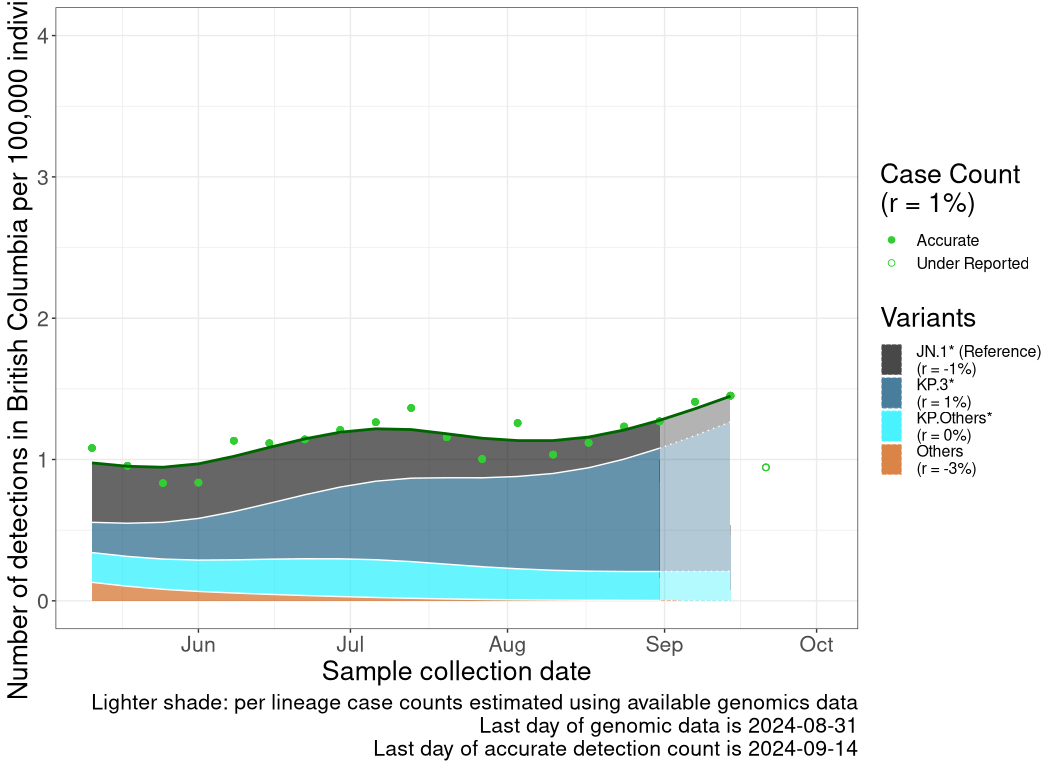 Number of detections in British Columbia per 100,000
4
3
2
1
0
Jun
Jul
Aug
Sep
Oct
Sample collection date
Lighter shade: per lineage case counts estimated using available genomics data
Last day of genomic data is 2024-08-31
Last day of accurate detection count is 2024-09-14
Case Count
(r = 1%)
Accurate
Under Reported
Variants
JN.1* (Reference)
(r = -1%)
KP.3*
(r = 1%)
KP.Others*
(r = 0%)
Others
(r = -3%)